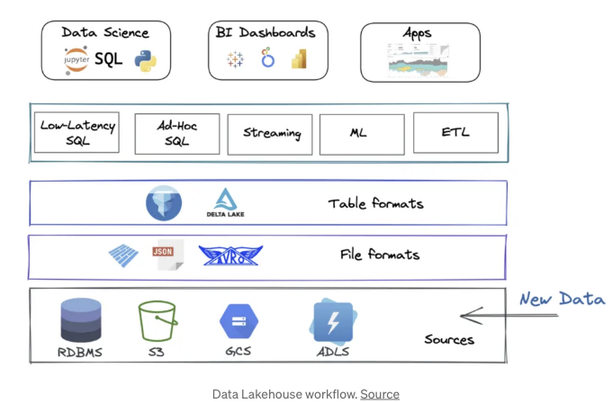 Data Science
jupyter SQL
BI Dashboards
Apps
Low-Latency
SQL
Ad-Hoc
SQL
Streaming
ML
ETL
DELTA LAKE
Table formats
JSON
AVRO
File formats
New Data
RDBMS
S3
GCS
ADLS
Sources
Data Lakehouse workflow. Source